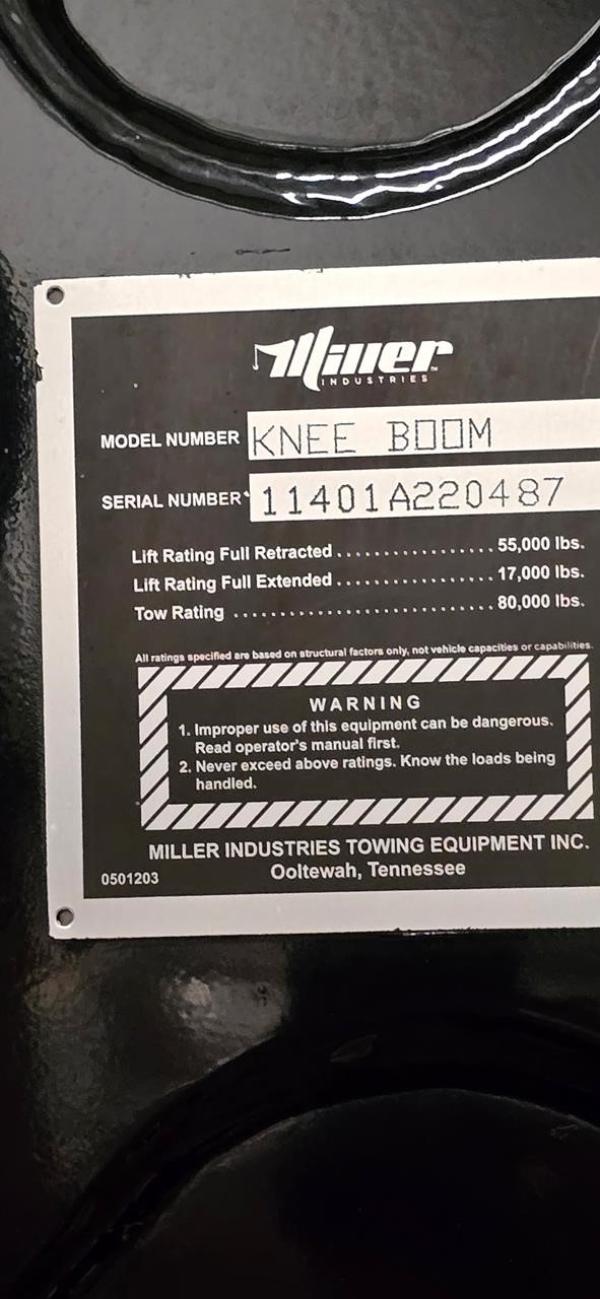 Miller
INDUSTRIES
MODEL NUMBER KNEE BOOM
SERIAL NUMBER 11401A220487
Lift Rating Full Retracted ................. 55,000 lbs.
Lift Rating Full Extended ................. 17,000 lbs.
Tow Rating ............................ 80,000 lbs.
All ratings specified are based on structural factors only, not vehicle capacities or capabilities.
WARNING
1. Improper use of this equipment can be dangerous.
Read operator's manual first.
2. Never exceed above ratings. Know the loads being
handled.
MILLER INDUSTRIES TOWING EQUIPMENT INC.
0501203 Ooltewah, Tennessee